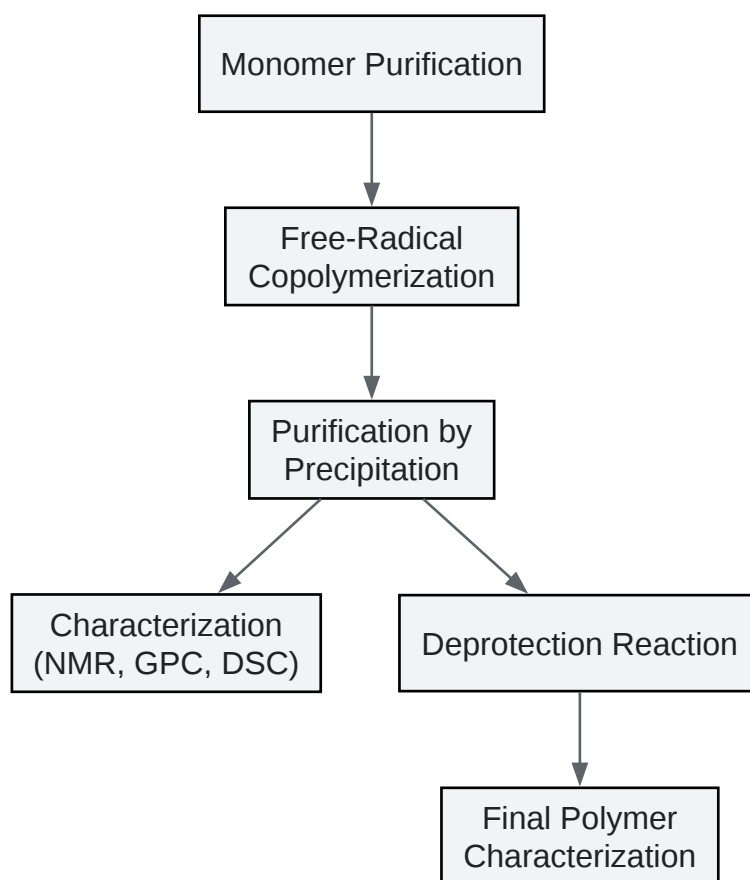 Monomer Purification
Free-Radical
Copolymerization
Purification by
Precipitation
Characterization
(NMR, GPC, DSC)
Deprotection Reaction
Final Polymer
Characterization